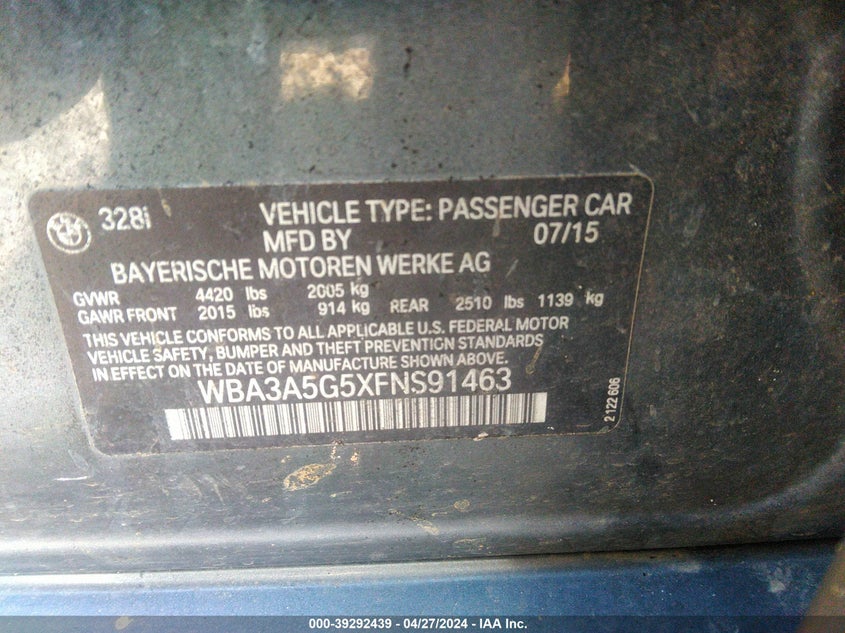 328i VEHICLE TYPE: PASSENGER CAR
MFD BY 07/15
BAYERISCHE MOTOREN WERKE AG
GVWR 4420 lbs 2005 kg
GAWR FRONT 2015 lbs 914 kg REAR 2510 lbs 1139 kg
THIS VEHICLE CONFORMS TO ALL APPLICABLE U.S. FEDERAL MOTOR
VEHICLE SAFETY, BUMPER AND THEFT PREVENTION STANDARDS
IN EFFECT ON THE DATE OF MANUFACTURE SHOWN ABOVE.
WBA3A5G5XFNS91463
2 122 606
000-39292439 - 04/27/2024 - IAA Inc.